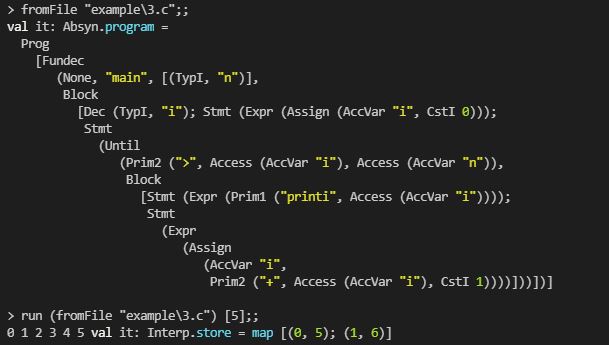 > fromFile "example\3.c";;
val it: Absyn.program =
  Prog
    [Fundec
       (None, "main", [(TypI, "n")],
        Block
          [Dec (TypI, "i"); Stmt (Expr (Assign (AccVar "i", CstI 0)));
           Stmt
             (Until
                (Prim2 (">", Access (AccVar "i"), Access (AccVar "n")),
                 Block
                   [Stmt (Expr (Prim1 ("printi", Access (AccVar "i"))));
                    Stmt
                      (Expr
                         (Assign
                            (AccVar "i",
                             Prim2 ("+", Access (AccVar "i"), CstI 1))))]))])]
> run (fromFile "example\3.c") [5];;
0 1 2 3 4 5 val it: Interp.store = map [(0, 5); (1, 6)]